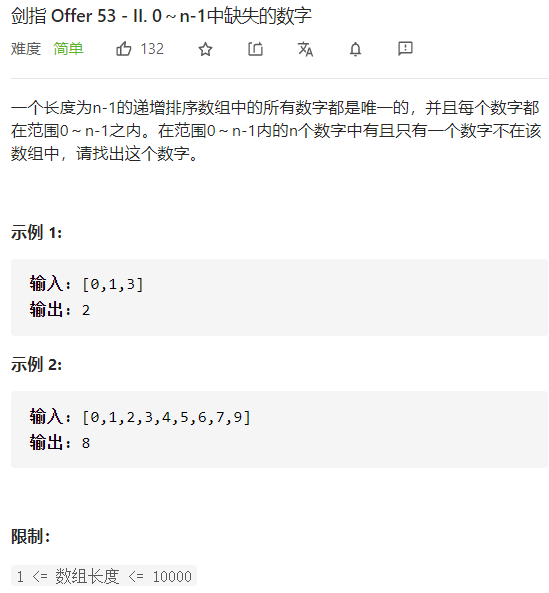 剑指 Offer 53 - II. 0～n-1中缺失的数字
难度 简单 132
一个长度为n-1的递增排序数组中的所有数字都是唯一的，并且每个数字都
在范围0～n-1之内。在范围0～n-1内的n个数字中有且只有一个数字不在该
数组中，请找出这个数字。
示例 1:
输入: [0,1,3]
输出: 2
示例 2:
输入: [0,1,2,3,4,5,6,7,9]
输出: 8
限制：
1 <= 数组长度 <= 10000